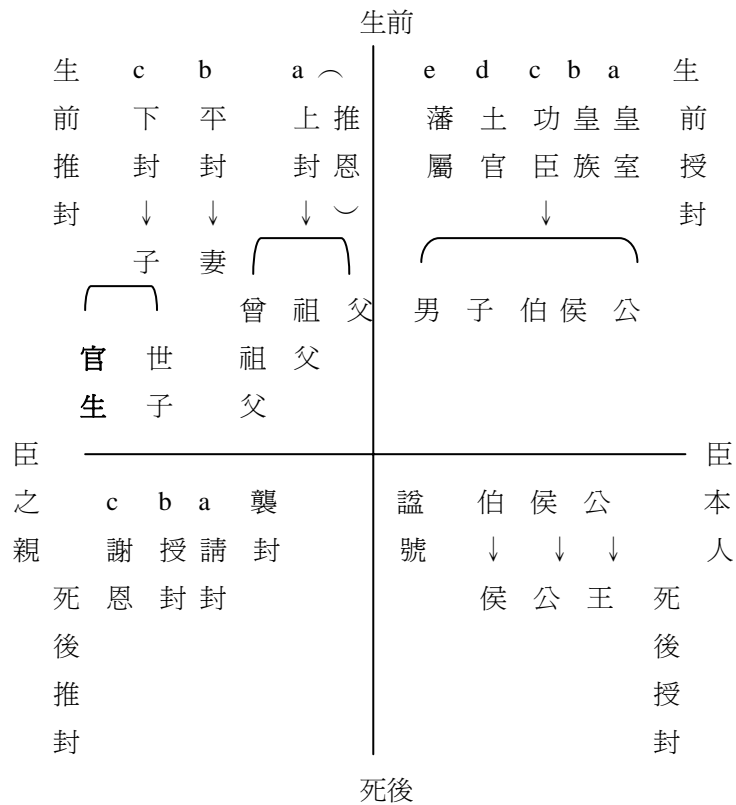 生前
生前授封
a 皇室
b 皇族
c 功臣 ↓
d 土官
e 藩屬
公
侯
伯
子
男
（推恩）
a 上封 ↓
父
祖父
曾祖父
b 平封 ↓ 妻
c 下封 ↓ 子
世子
官生
生前推封
臣本人
死後授封
公 ↓ 王
侯 ↓ 公
伯 ↓ 侯
諡號
襲封
a 請封
b 授封
c 謝恩
死後推封
臣之親
死後